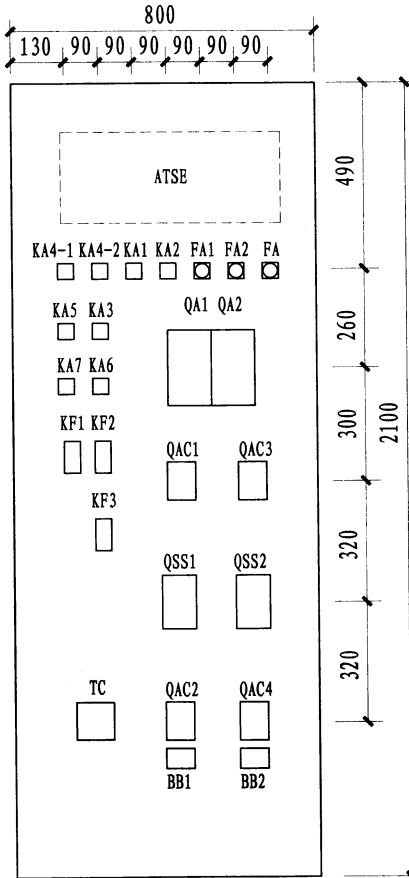 800
130 90 90 90 90 90 90
ATSE
490
KA4-1 KA4-2 KA1 KA2 FA1 FA2 FA
KA5 KA3
QA1 QA2
260
KA7 KA6
KF1 KF2
QAC1 QAC3
300
2100
KF3
320
QSS1 QSS2
320
TC
QAC2 QAC4
BB1 BB2